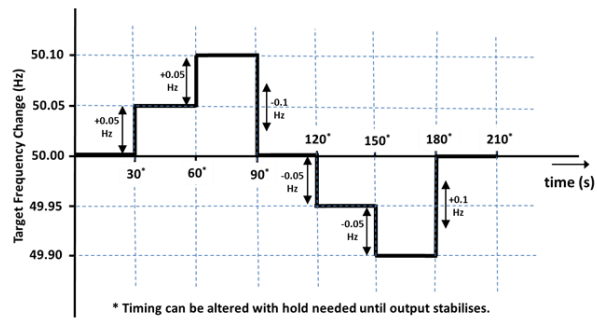 Target Frequency Change (Hz)
50.10
50.05
50.00
49.95
49.90
+0.05
Hz
+0.05
Hz
-0.1
Hz
-0.05
Hz
-0.05
Hz
+0.1
Hz
30*
60*
90*
120*
150*
180*
210*
time (s)
* Timing can be altered with hold needed until output stabilises.